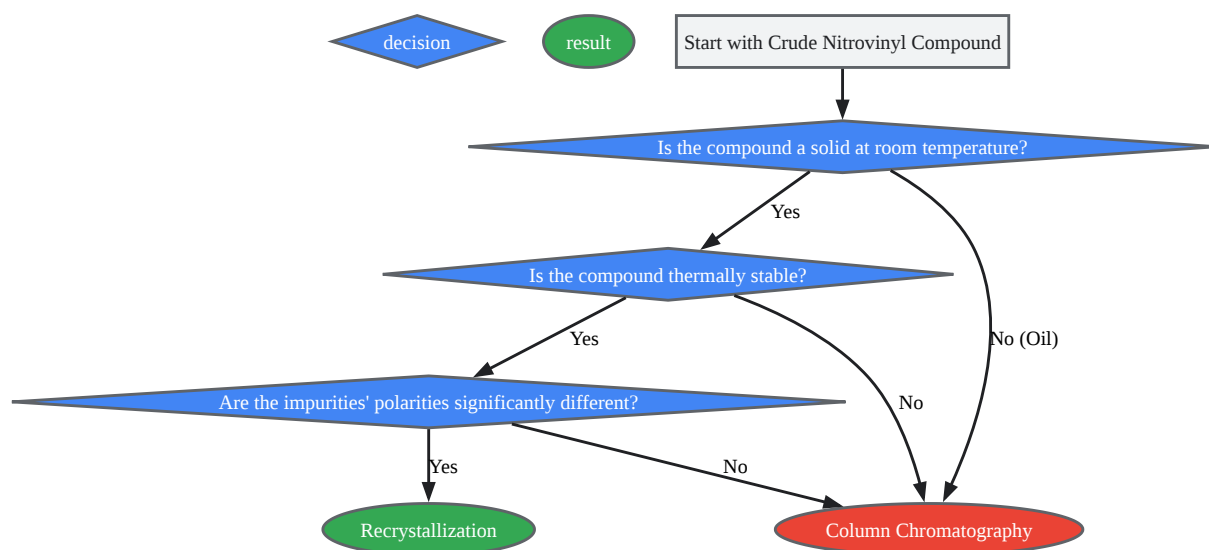 decision
result
Start with Crude Nitrovinyl Compound
Is the compound a solid at room temperature?
Yes
Is the compound thermally stable?
Yes
No (Oil)
Are the impurities' polarities significantly different?
No
Yes
No
Recrystallization
Column Chromatography